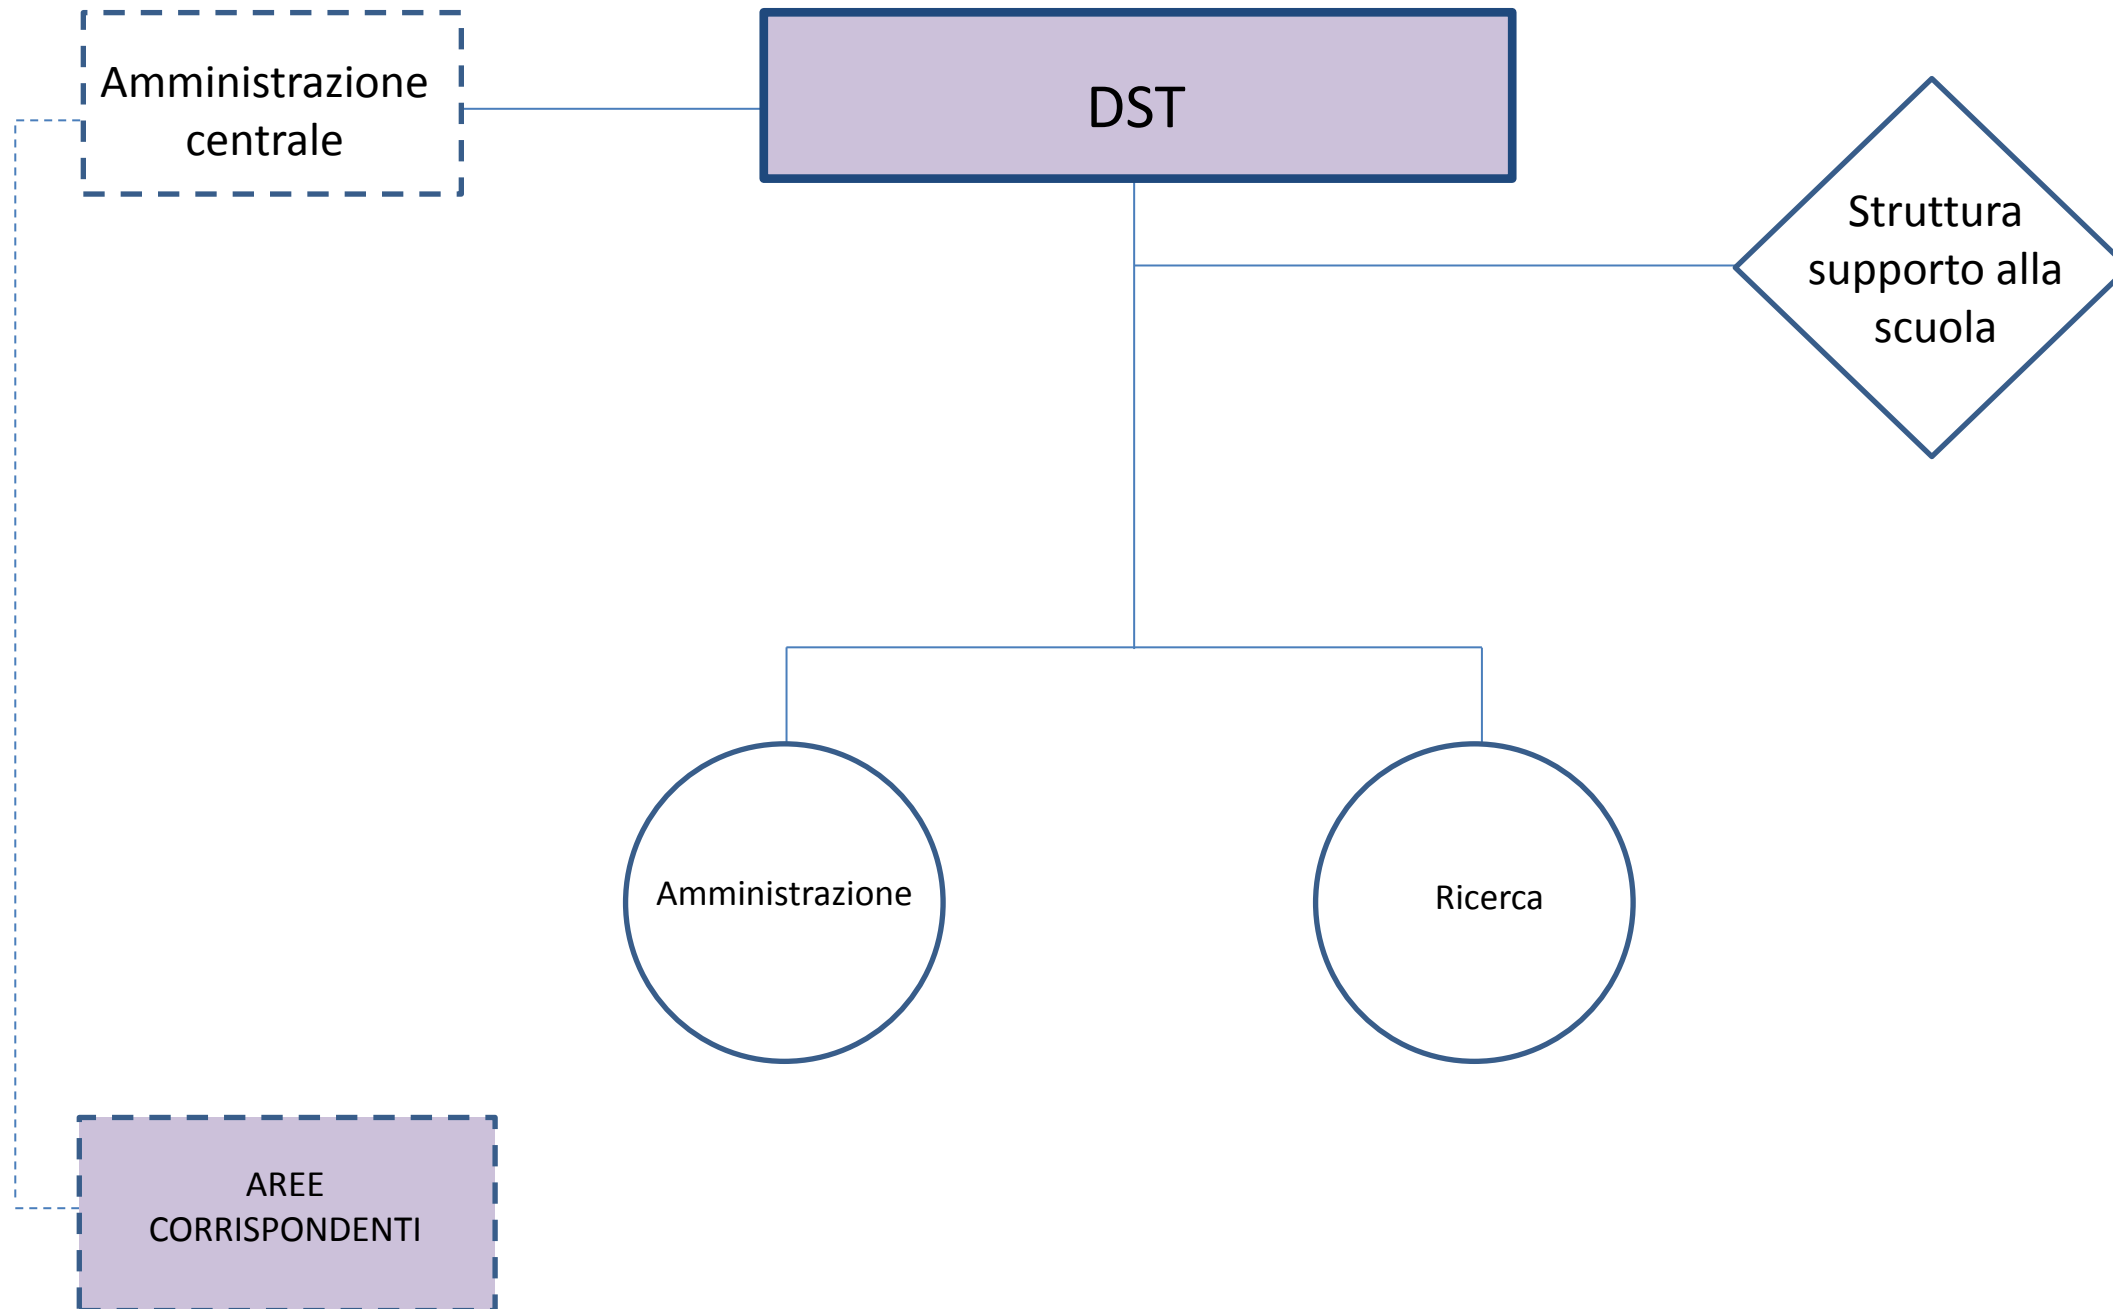 Amministrazione
centrale
DST
Struttura
supporto alla
scuola
Amministrazione
Ricerca
AREE
CORRISPONDENTI